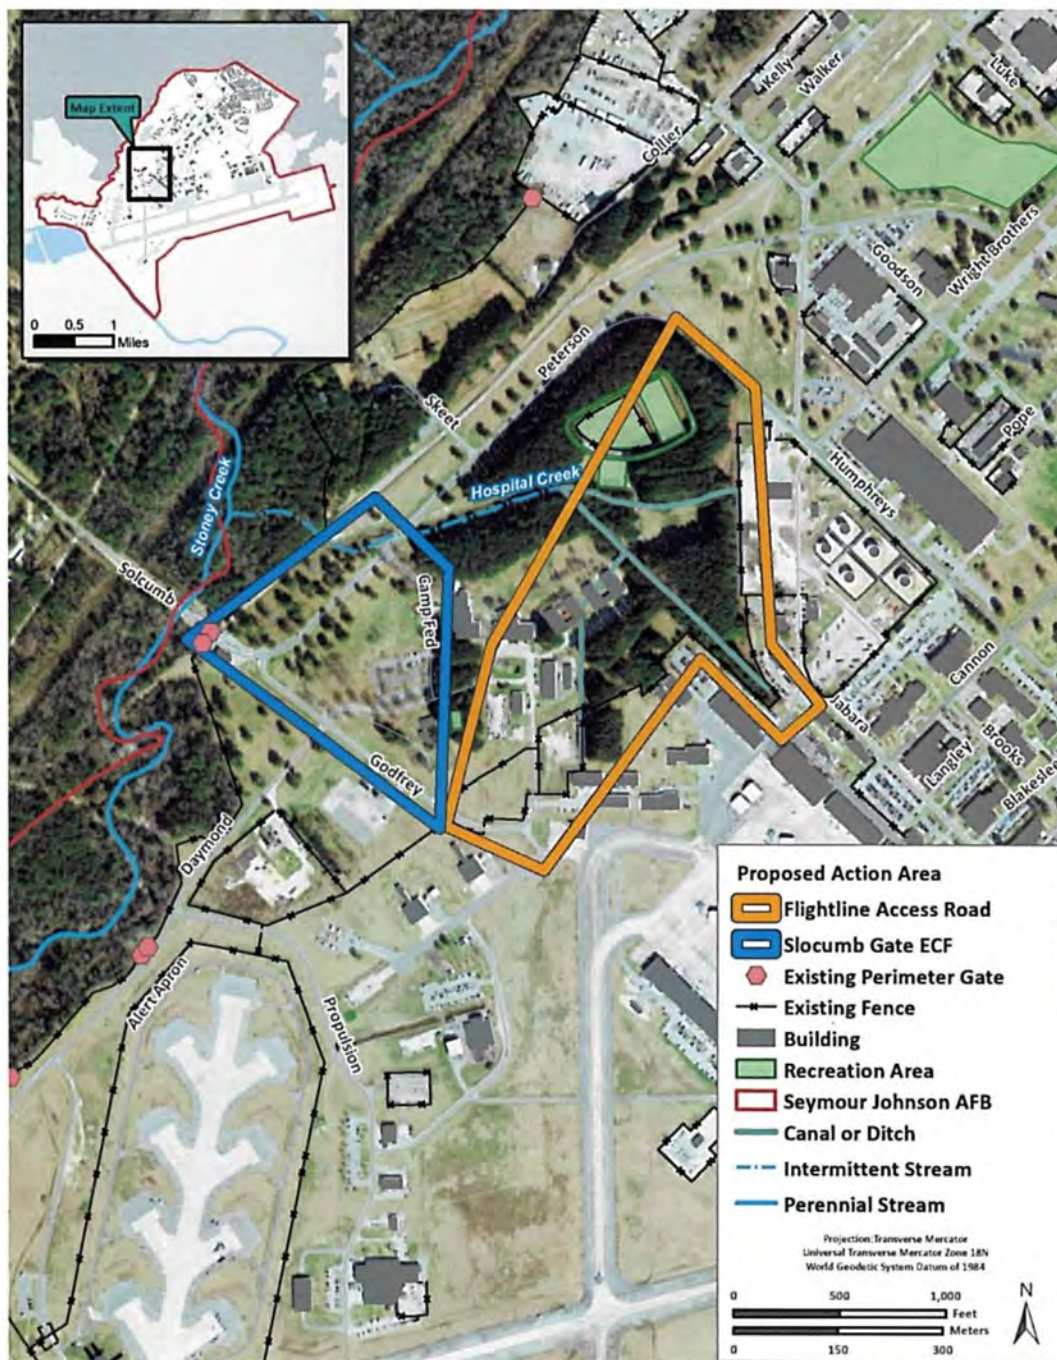 Map Extent
0 0.5 1
Miles
Kelly
Walker
Luke
Collier
Wright Brothers
Goodson
Peterson
Skeet
Pope
Hospital Creek
Humphreys
Stoney Creek
Solcumb
Camp Fed
Cannon
Jabara
Brooks
Langley
Blakeslee
Godfrey
Daymond
Alert Apron
Propulsion
Proposed Action Area
Flightline Access Road
Slocumb Gate ECF
Existing Perimeter Gate
Existing Fence
Building
Recreation Area
Seymour Johnson AFB
Canal or Ditch
Intermittent Stream
Perennial Stream
Projection:Transverse Mercator
Universal Transverse Mercator Zone 18N
World Geodetic System Datum of 1984
N
0 500 1,000
Feet
Meters
0 150 300